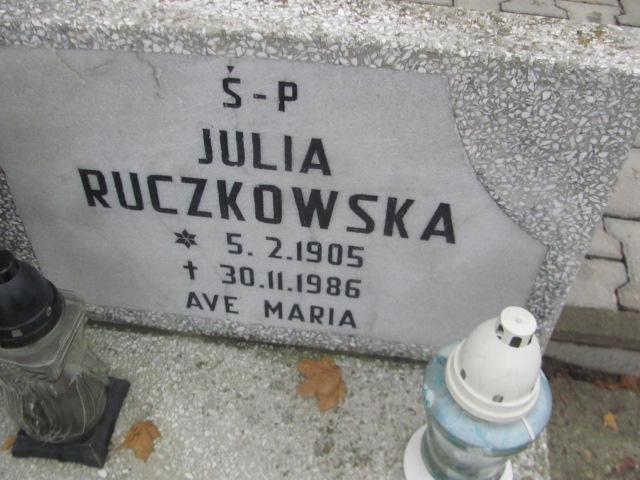 Ś-P
JULIA
RUCZKOWSKA
* 5. 2.1905
† 30.11.1986
AVE MARIA